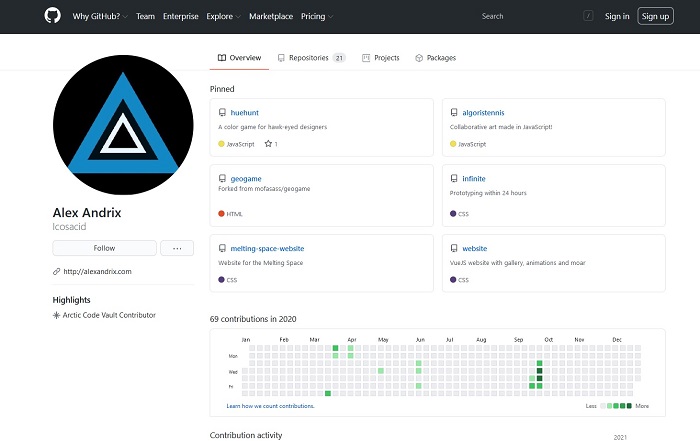 Why GitHub? Team Enterprise Explore Marketplace Pricing Search / Sign in Sign up
Overview Repositories 21 Projects Packages
Alex Andrix
Icosacid
Follow ...
http://alexandrix.com
Highlights
Arctic Code Vault Contributor
Pinned
huehunt
A color game for hawk-eyed designers
JavaScript 1
algoristennis
Collaborative art made in JavaScript!
JavaScript
geogame
Forked from mofasass/geogame
HTML
infinite
Prototyping within 24 hours
CSS
melting-space-website
Website for the Melting Space
CSS
website
VueJS website with gallery, animations and moar
CSS
69 contributions in 2020
Jan Feb Mar Apr May Jun Jul Aug Sep Oct Nov Dec
Mon
Wed
Fri
Learn how we count contributions. Less More
Contribution activity 2021